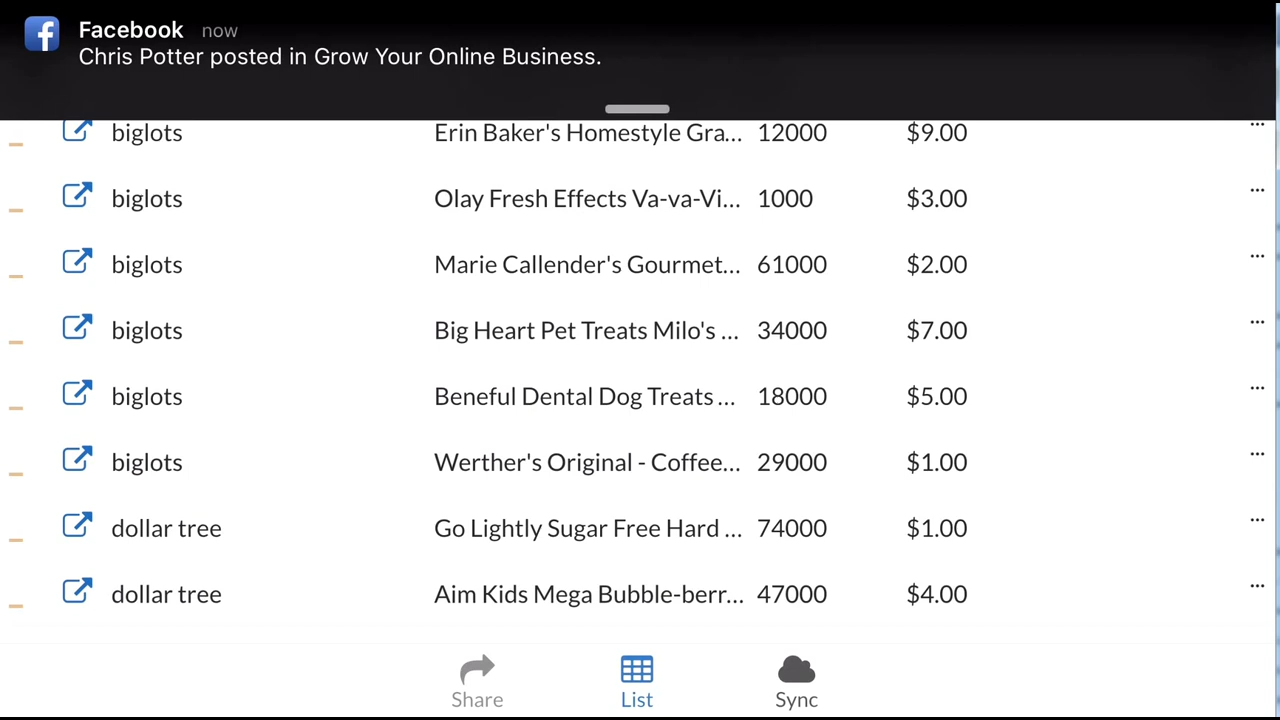 Facebook now
Chris Potter posted in Grow Your Online Business.
biglots Erin Baker's Homestyle Gra... 12000 $9.00 ...
biglots Olay Fresh Effects Va-va-Vi... 1000 $3.00 ...
biglots Marie Callender's Gourmet... 61000 $2.00 ...
biglots Big Heart Pet Treats Milo's ... 34000 $7.00 ...
biglots Beneful Dental Dog Treats ... 18000 $5.00 ...
biglots Werther's Original - Coffee... 29000 $1.00 ...
dollar tree Go Lightly Sugar Free Hard ... 74000 $1.00 ...
dollar tree Aim Kids Mega Bubble-berr... 47000 $4.00 ...
Share List Sync